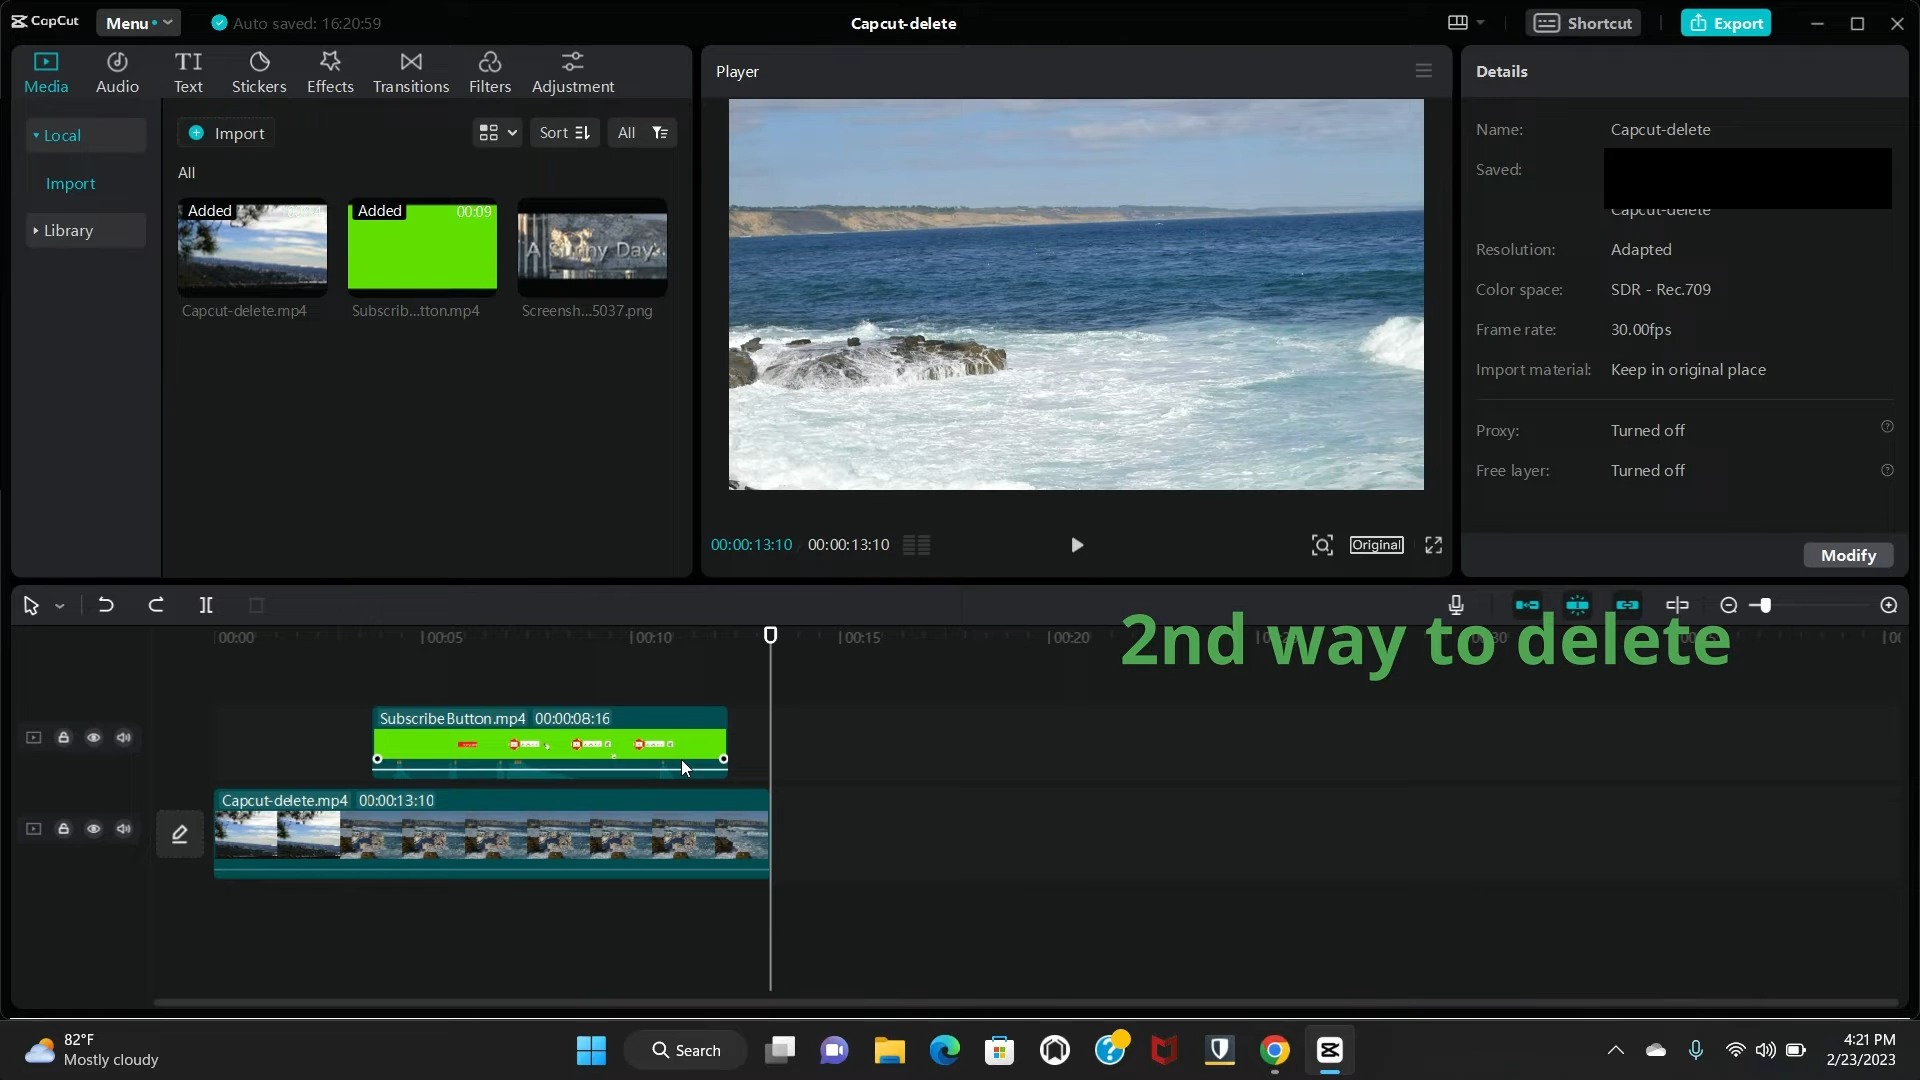 CapCut
Menu
Auto saved: 16:20:59
Capcut-delete
Shortcut
Export
Media
Audio
Text
Stickers
Effects
Transitions
Filters
Adjustment
Local
Import
Library
Import
Sort
All
All
Added
Added
00:09
A Sunny Day
Capcut-delete.mp4
Subscrib...tton.mp4
Screensh...5037.png
Player
00:00:13:10
00:00:13:10
Original
Details
Name:
Capcut-delete
Saved:
Capcut-delete
Resolution:
Adapted
Color space:
SDR - Rec.709
Frame rate:
30.00fps
Import material:
Keep in original place
Proxy:
Turned off
Free layer:
Turned off
Modify
00:00
00:05
00:10
00:15
00:20
2nd way to delete
Subscribe Button.mp4 00:00:08:16
Capcut-delete.mp4 00:00:13:10
82°F
Mostly cloudy
Search
4:21 PM
2/23/2023